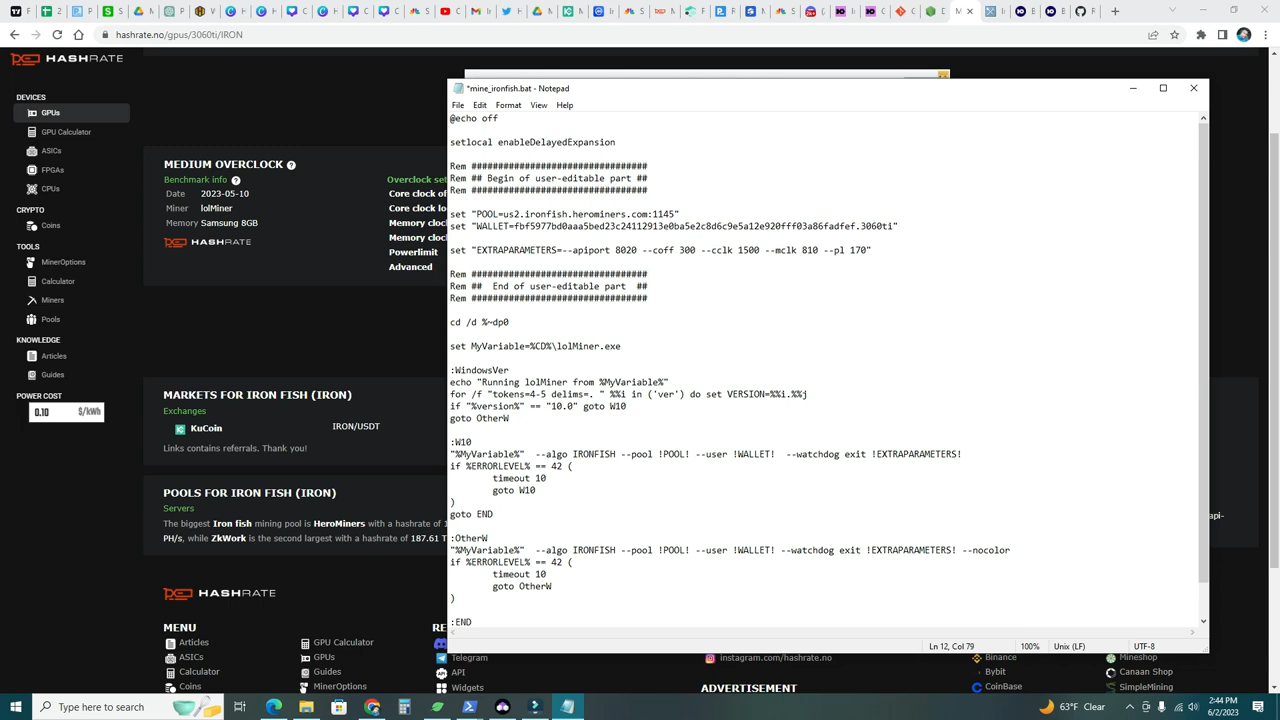 hashrate.no/gpus/3060ti/IRON
HASHRATE
DEVICES
GPUs
GPU Calculator
ASICs
FPGAs
CPUs
CRYPTO
Coins
TOOLS
MinerOptions
Calculator
Miners
Pools
KNOWLEDGE
Articles
Guides
POWER COST
0.10 $/kWh
MEDIUM OVERCLOCK ?
Benchmark info ?
Date 2023-05-10
Miner lolMiner
Memory Samsung 8GB
HASHRATE
Overclock set
Core clock of
Core clock lo
Memory clock
Memory clock
Powerlimit
Advanced
MARKETS FOR IRON FISH (IRON)
Exchanges
KuCoin
IRON/USDT
Links contains referrals. Thank you!
POOLS FOR IRON FISH (IRON)
Servers
The biggest Iron fish mining pool is HeroMiners with a hashrate of 1
PH/s, while ZkWork is the second largest with a hashrate of 187.61 T
api-
HASHRATE
MENU
Articles
ASICs
Calculator
Coins
GPU Calculator
GPUs
Guides
MinerOptions
RE
Telegram
API
Widgets
instagram.com/hashrate.no
ADVERTISEMENT
Binance
Bybit
CoinBase
Mineshop
Canaan Shop
SimpleMining
*mine_ironfish.bat - Notepad
File Edit Format View Help
@echo off
setlocal enableDelayedExpansion
Rem #################################
Rem ## Begin of user-editable part ##
Rem #################################
set "POOL=us2.ironfish.herominers.com:1145"
set "WALLET=fbf5977bd0aaa5bed23c24112913e0ba5e2c8d6c9e5a12e920fff03a86fadfef.3060ti"
set "EXTRAPARAMETERS=--apiport 8020 --coff 300 --cclk 1500 --mclk 810 --pl 170"
Rem #################################
Rem ##  End of user-editable part  ##
Rem #################################
cd /d %~dp0
set MyVariable=%CD%\lolMiner.exe
:WindowsVer
echo "Running lolMiner from %MyVariable%"
for /f "tokens=4-5 delims=. " %%i in ('ver') do set VERSION=%%i.%%j
if "%version%" == "10.0" goto W10
goto OtherW
:W10
"%MyVariable%"  --algo IRONFISH --pool !POOL! --user !WALLET!  --watchdog exit !EXTRAPARAMETERS!
if %ERRORLEVEL% == 42 (
timeout 10
goto W10
)
goto END
:OtherW
"%MyVariable%"  --algo IRONFISH --pool !POOL! --user !WALLET! --watchdog exit !EXTRAPARAMETERS! --nocolor
if %ERRORLEVEL% == 42 (
timeout 10
goto OtherW
)
:END
Ln 12, Col 79
100%
Unix (LF)
UTF-8
Type here to search
63°F Clear
2:44 PM
6/2/2023